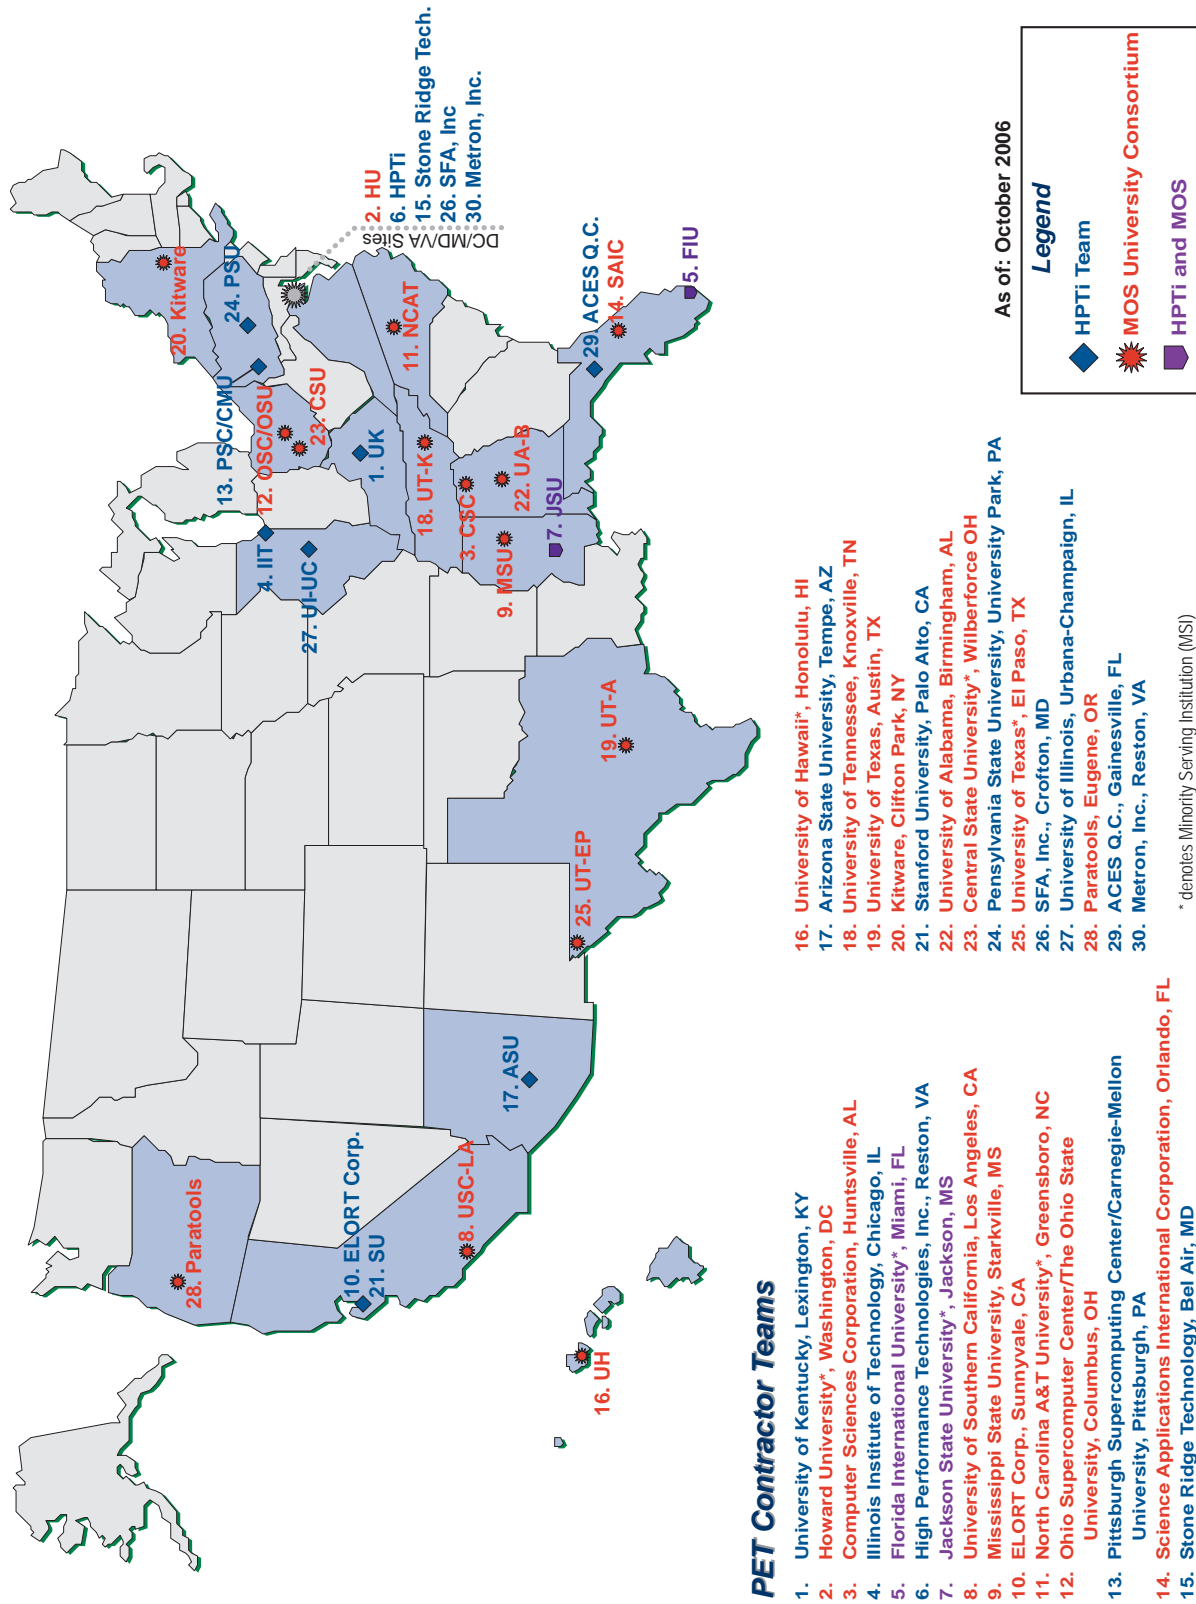 20. Kitware
24. PSU
13. PSC/CMU
12. OSC/OSU
23. CSU
4. IIT
27. UI-UC
1. UK
18. UT-K
11. NCAT
3. CSC
22. UA-B
9. MSU
7. JSU
29. ACES Q.C.
14. SAIC
5. FIU
19. UT-A
25. UT-EP
17. ASU
28. Paratools
10. ELORT Corp.
21. SU
8. USC-LA
16. UH
DC/MD/VA Sites
2. HU
6. HPTi
15. Stone Ridge Tech.
26. SFA, Inc
30. Metron, Inc.
PET Contractor Teams
1. University of Kentucky, Lexington, KY
2. Howard University*, Washington, DC
3. Computer Sciences Corporation, Huntsville, AL
4. Illinois Institute of Technology, Chicago, IL
5. Florida International University*, Miami, FL
6. High Performance Technologies, Inc., Reston, VA
7. Jackson State University*, Jackson, MS
8. University of Southern California, Los Angeles, CA
9. Mississippi State University, Starkville, MS
10. ELORT Corp., Sunnyvale, CA
11. North Carolina A&T University*, Greensboro, NC
12. Ohio Supercomputer Center/The Ohio State
University, Columbus, OH
13. Pittsburgh Supercomputing Center/Carnegie-Mellon
University, Pittsburgh, PA
14. Science Applications International Corporation, Orlando, FL
15. Stone Ridge Technology, Bel Air, MD
16. University of Hawaii*, Honolulu, HI
17. Arizona State University, Tempe, AZ
18. University of Tennessee, Knoxville, TN
19. University of Texas, Austin, TX
20. Kitware, Clifton Park, NY
21. Stanford University, Palo Alto, CA
22. University of Alabama, Birmingham, AL
23. Central State University*, Wilberforce OH
24. Pensylvania State University, University Park, PA
25. University of Texas*, El Paso, TX
26. SFA, Inc., Crofton, MD
27. University of Illinois, Urbana-Champaign, IL
28. Paratools, Eugene, OR
29. ACES Q.C., Gainesville, FL
30. Metron, Inc., Reston, VA
* denotes Minority Serving Institution (MSI)
As of: October 2006
Legend
HPTi Team
MOS University Consortium
HPTi and MOS